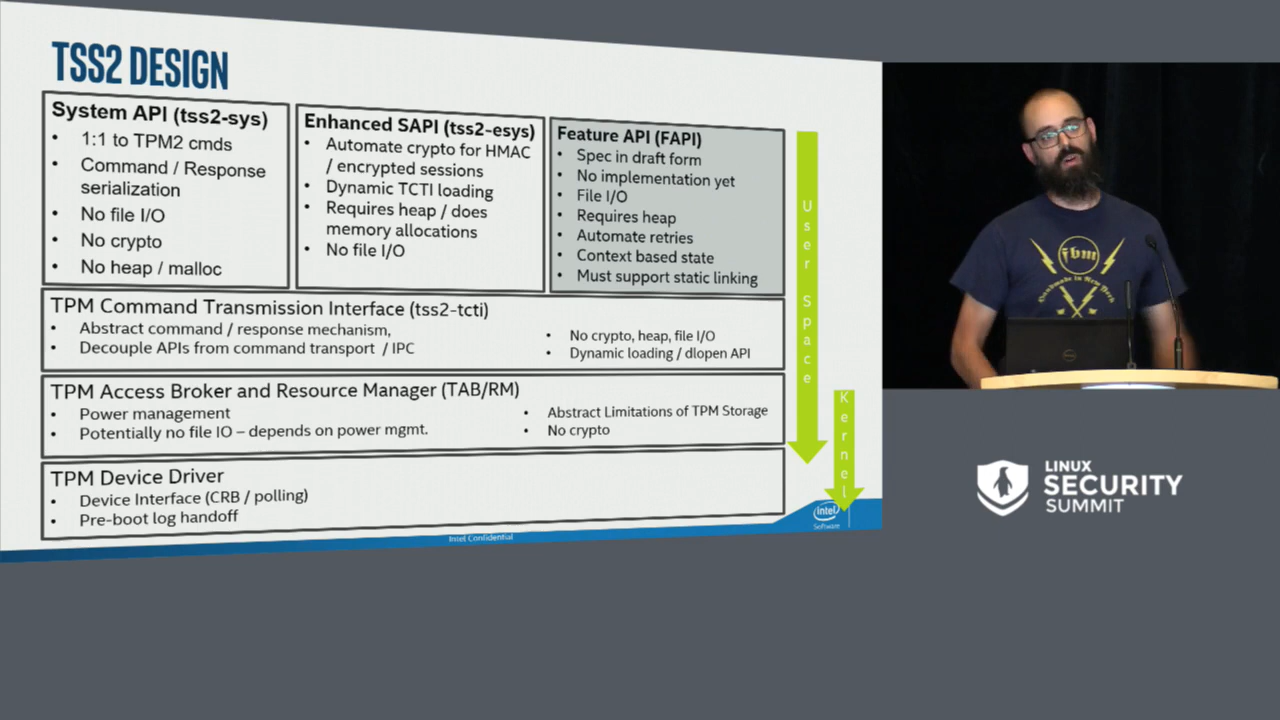 TSS2 DESIGN
System API (tss2-sys)
• 1:1 to TPM2 cmds
• Command / Response
serialization
• No file I/O
• No crypto
• No heap / malloc
Enhanced SAPI (tss2-esys)
• Automate crypto for HMAC
/ encrypted sessions
• Dynamic TCTI loading
• Requires heap / does
memory allocations
• No file I/O
Feature API (FAPI)
• Spec in draft form
• No implementation yet
• File I/O
• Requires heap
• Automate retries
• Context based state
• Must support static linking
TPM Command Transmission Interface (tss2-tcti)
• Abstract command / response mechanism,
• Decouple APIs from command transport / IPC
• No crypto, heap, file I/O
• Dynamic loading / dlopen API
TPM Access Broker and Resource Manager (TAB/RM)
• Power management
• Potentially no file IO – depends on power mgmt.
• Abstract Limitations of TPM Storage
• No crypto
TPM Device Driver
• Device Interface (CRB / polling)
• Pre-boot log handoff
User Space
Kernel
intel
Software
Intel Confidential
fbm
Handmade in New York
LINUX
SECURITY
SUMMIT